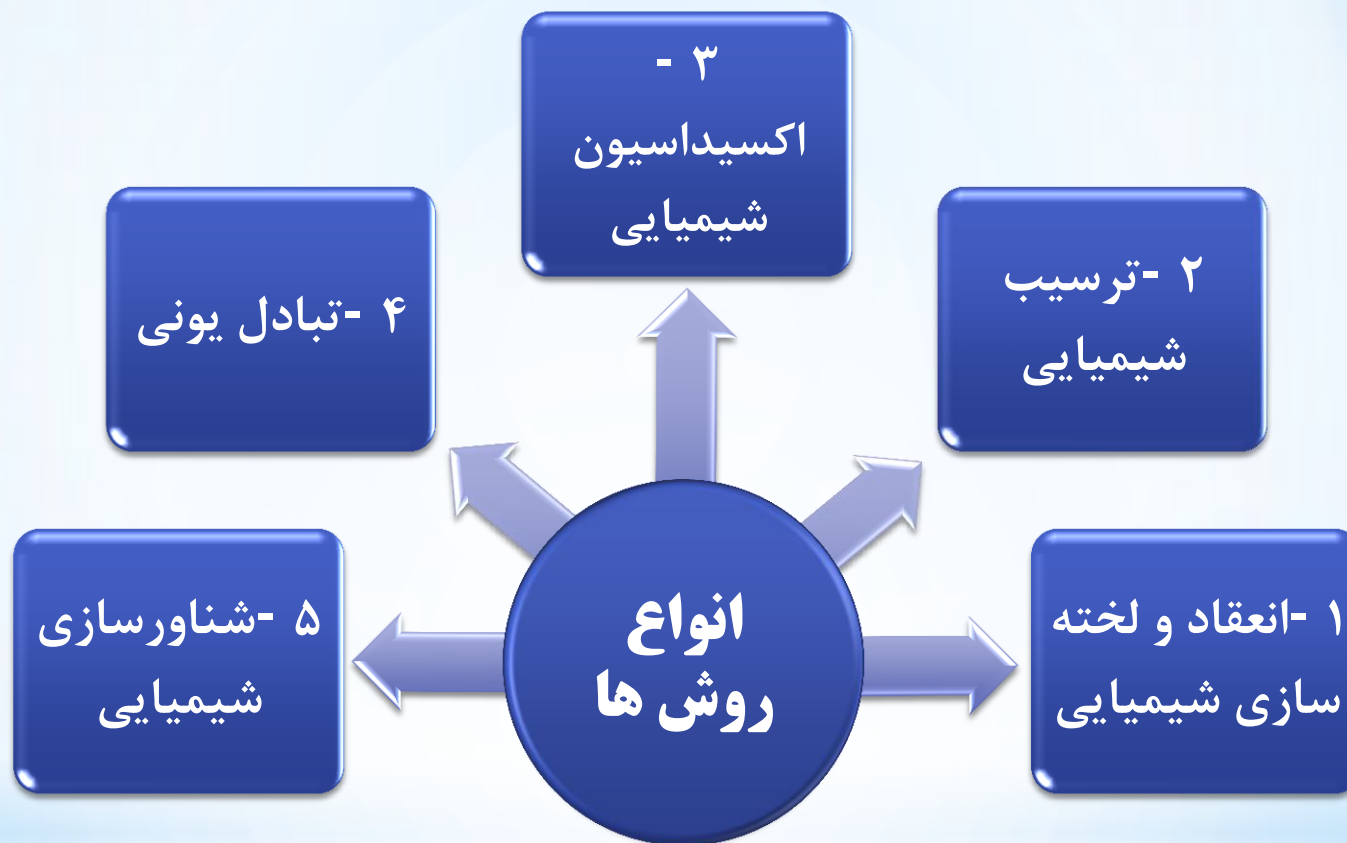 انواع
روش ها
۱ -انعقاد و لخته
سازی شیمیایی
۲ -ترسیب
شیمیایی
۳ -
اکسیداسیون
شیمیایی
۴ -تبادل یونی
۵ -شناورسازی
شیمیایی